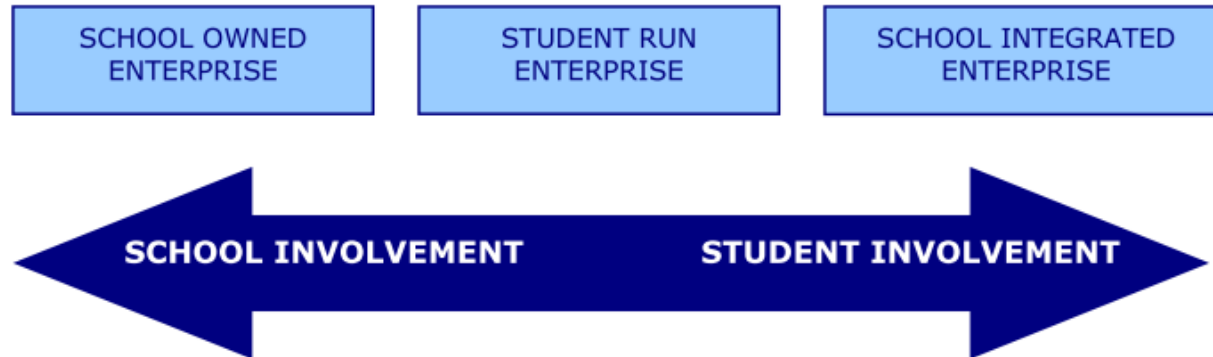 SCHOOL OWNED
ENTERPRISE
STUDENT RUN
ENTERPRISE
SCHOOL INTEGRATED
ENTERPRISE
SCHOOL INVOLVEMENT
STUDENT INVOLVEMENT